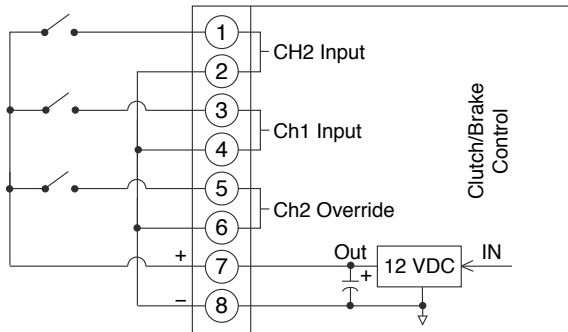 1
CH2 Input
2
3
Ch1 Input
4
5
Ch2 Override
6
Clutch/Brake
Control
+
7
Out
+
12 VDC
IN
−
8